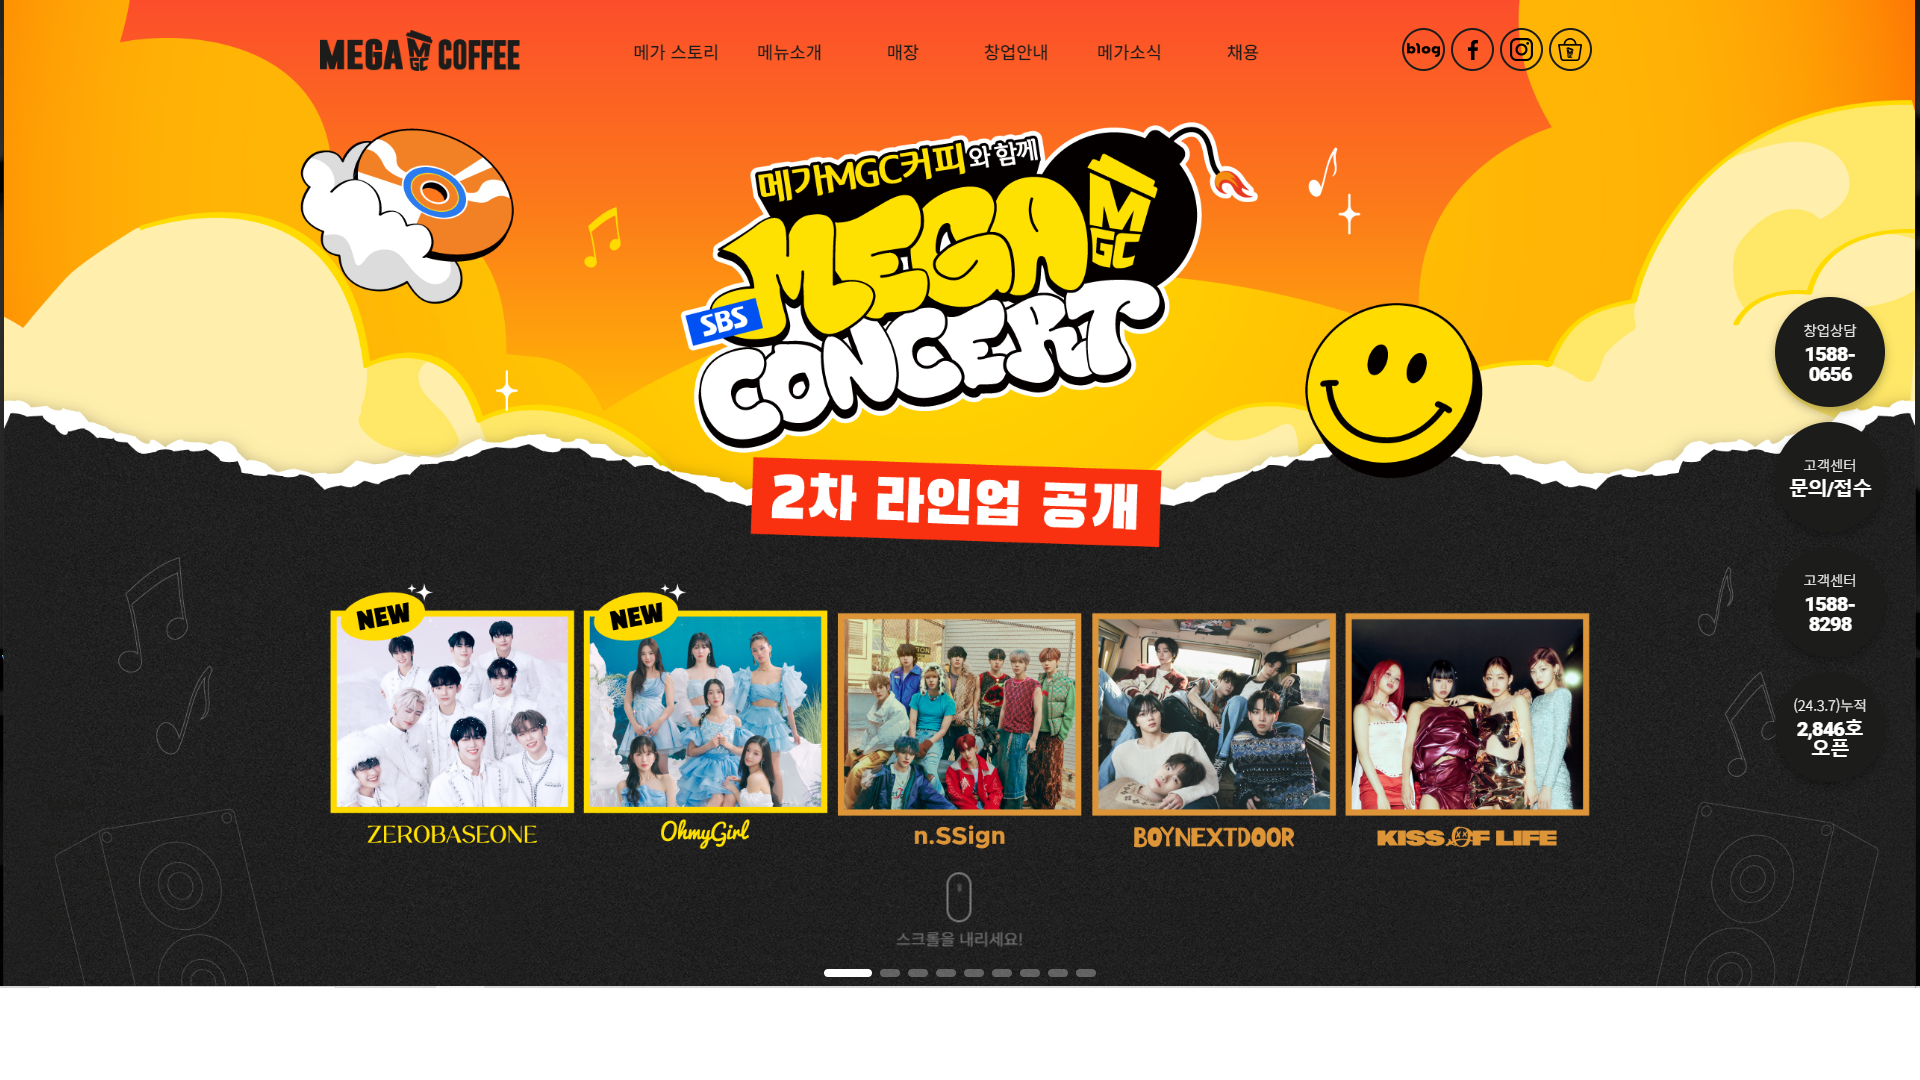 MEGA MGC COFFEE
메가 스토리
메뉴소개
매장
창업안내
메가소식
채용
blog
메가MGC커피와 함께
MEGA
MGC
SBS
CONCERT
2차 라인업 공개
창업상담
1588-
0656
고객센터
문의/접수
고객센터
1588-
8298
(24.3.7)누적
2,846호
오픈
NEW
NEW
ZEROBASEONE
OhmyGirl
n.SSign
BOYNEXTDOOR
KISS OF LIFE
스크롤을 내리세요!